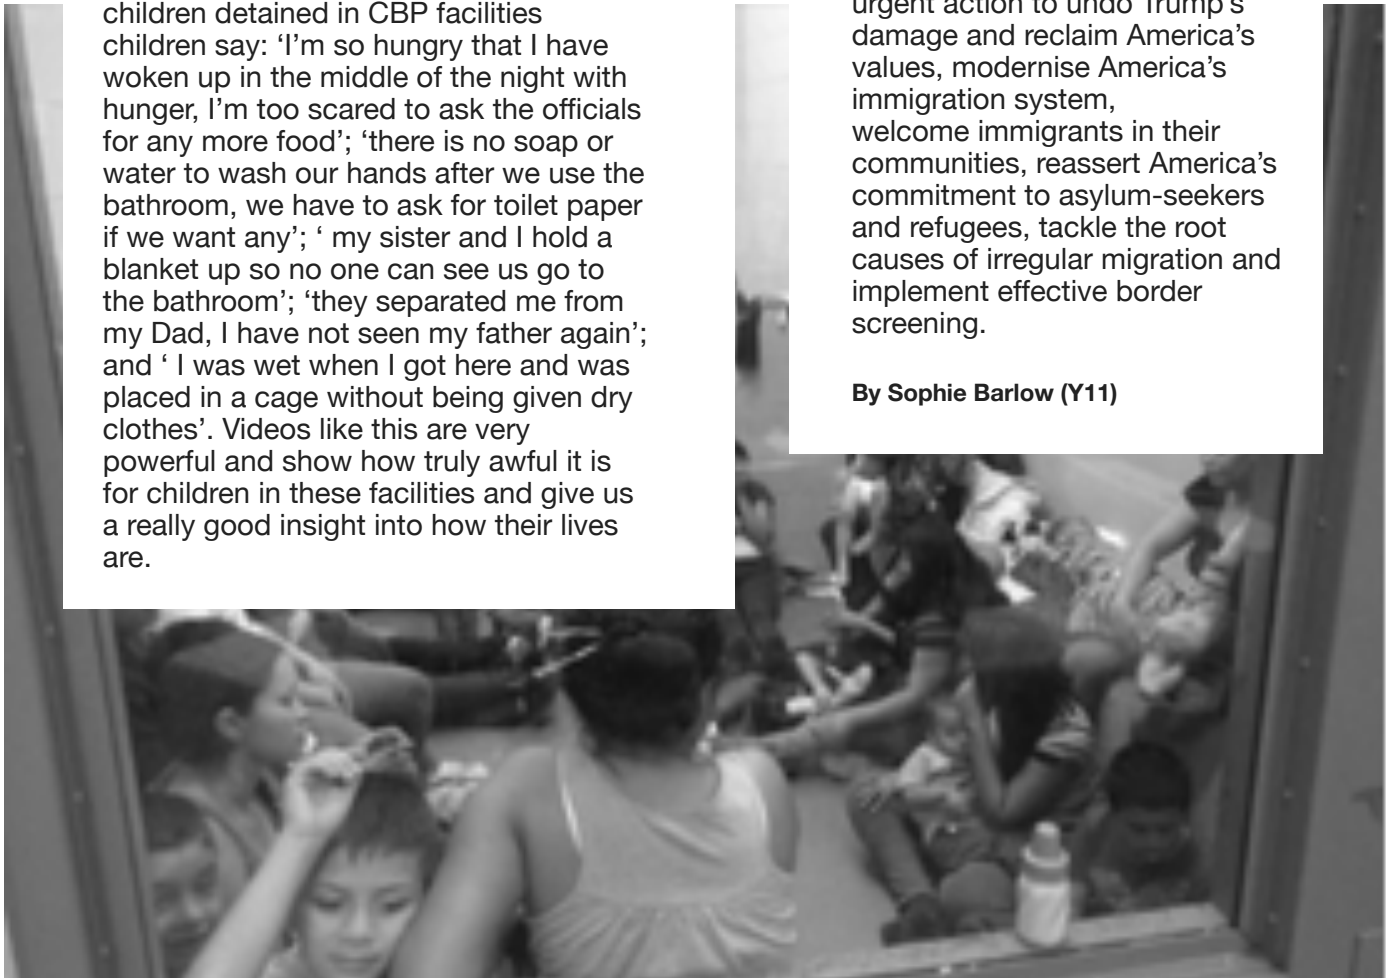 children detained in CBP facilities
children say: ‘I’m so hungry that I have
woken up in the middle of the night with
hunger, I’m too scared to ask the officials
for any more food’; ‘there is no soap or
water to wash our hands after we use the
bathroom, we have to ask for toilet paper
if we want any’; ‘ my sister and I hold a
blanket up so no one can see us go to
the bathroom’; ‘they separated me from
my Dad, I have not seen my father again’;
and ‘ I was wet when I got here and was
placed in a cage without being given dry
clothes’. Videos like this are very
powerful and show how truly awful it is
for children in these facilities and give us
a really good insight into how their lives
are.
urgent action to undo Trump’s
damage and reclaim America’s
values, modernise America’s
immigration system,
welcome immigrants in their
communities, reassert America’s
commitment to asylum-seekers
and refugees, tackle the root
causes of irregular migration and
implement effective border
screening.
By Sophie Barlow (Y11)